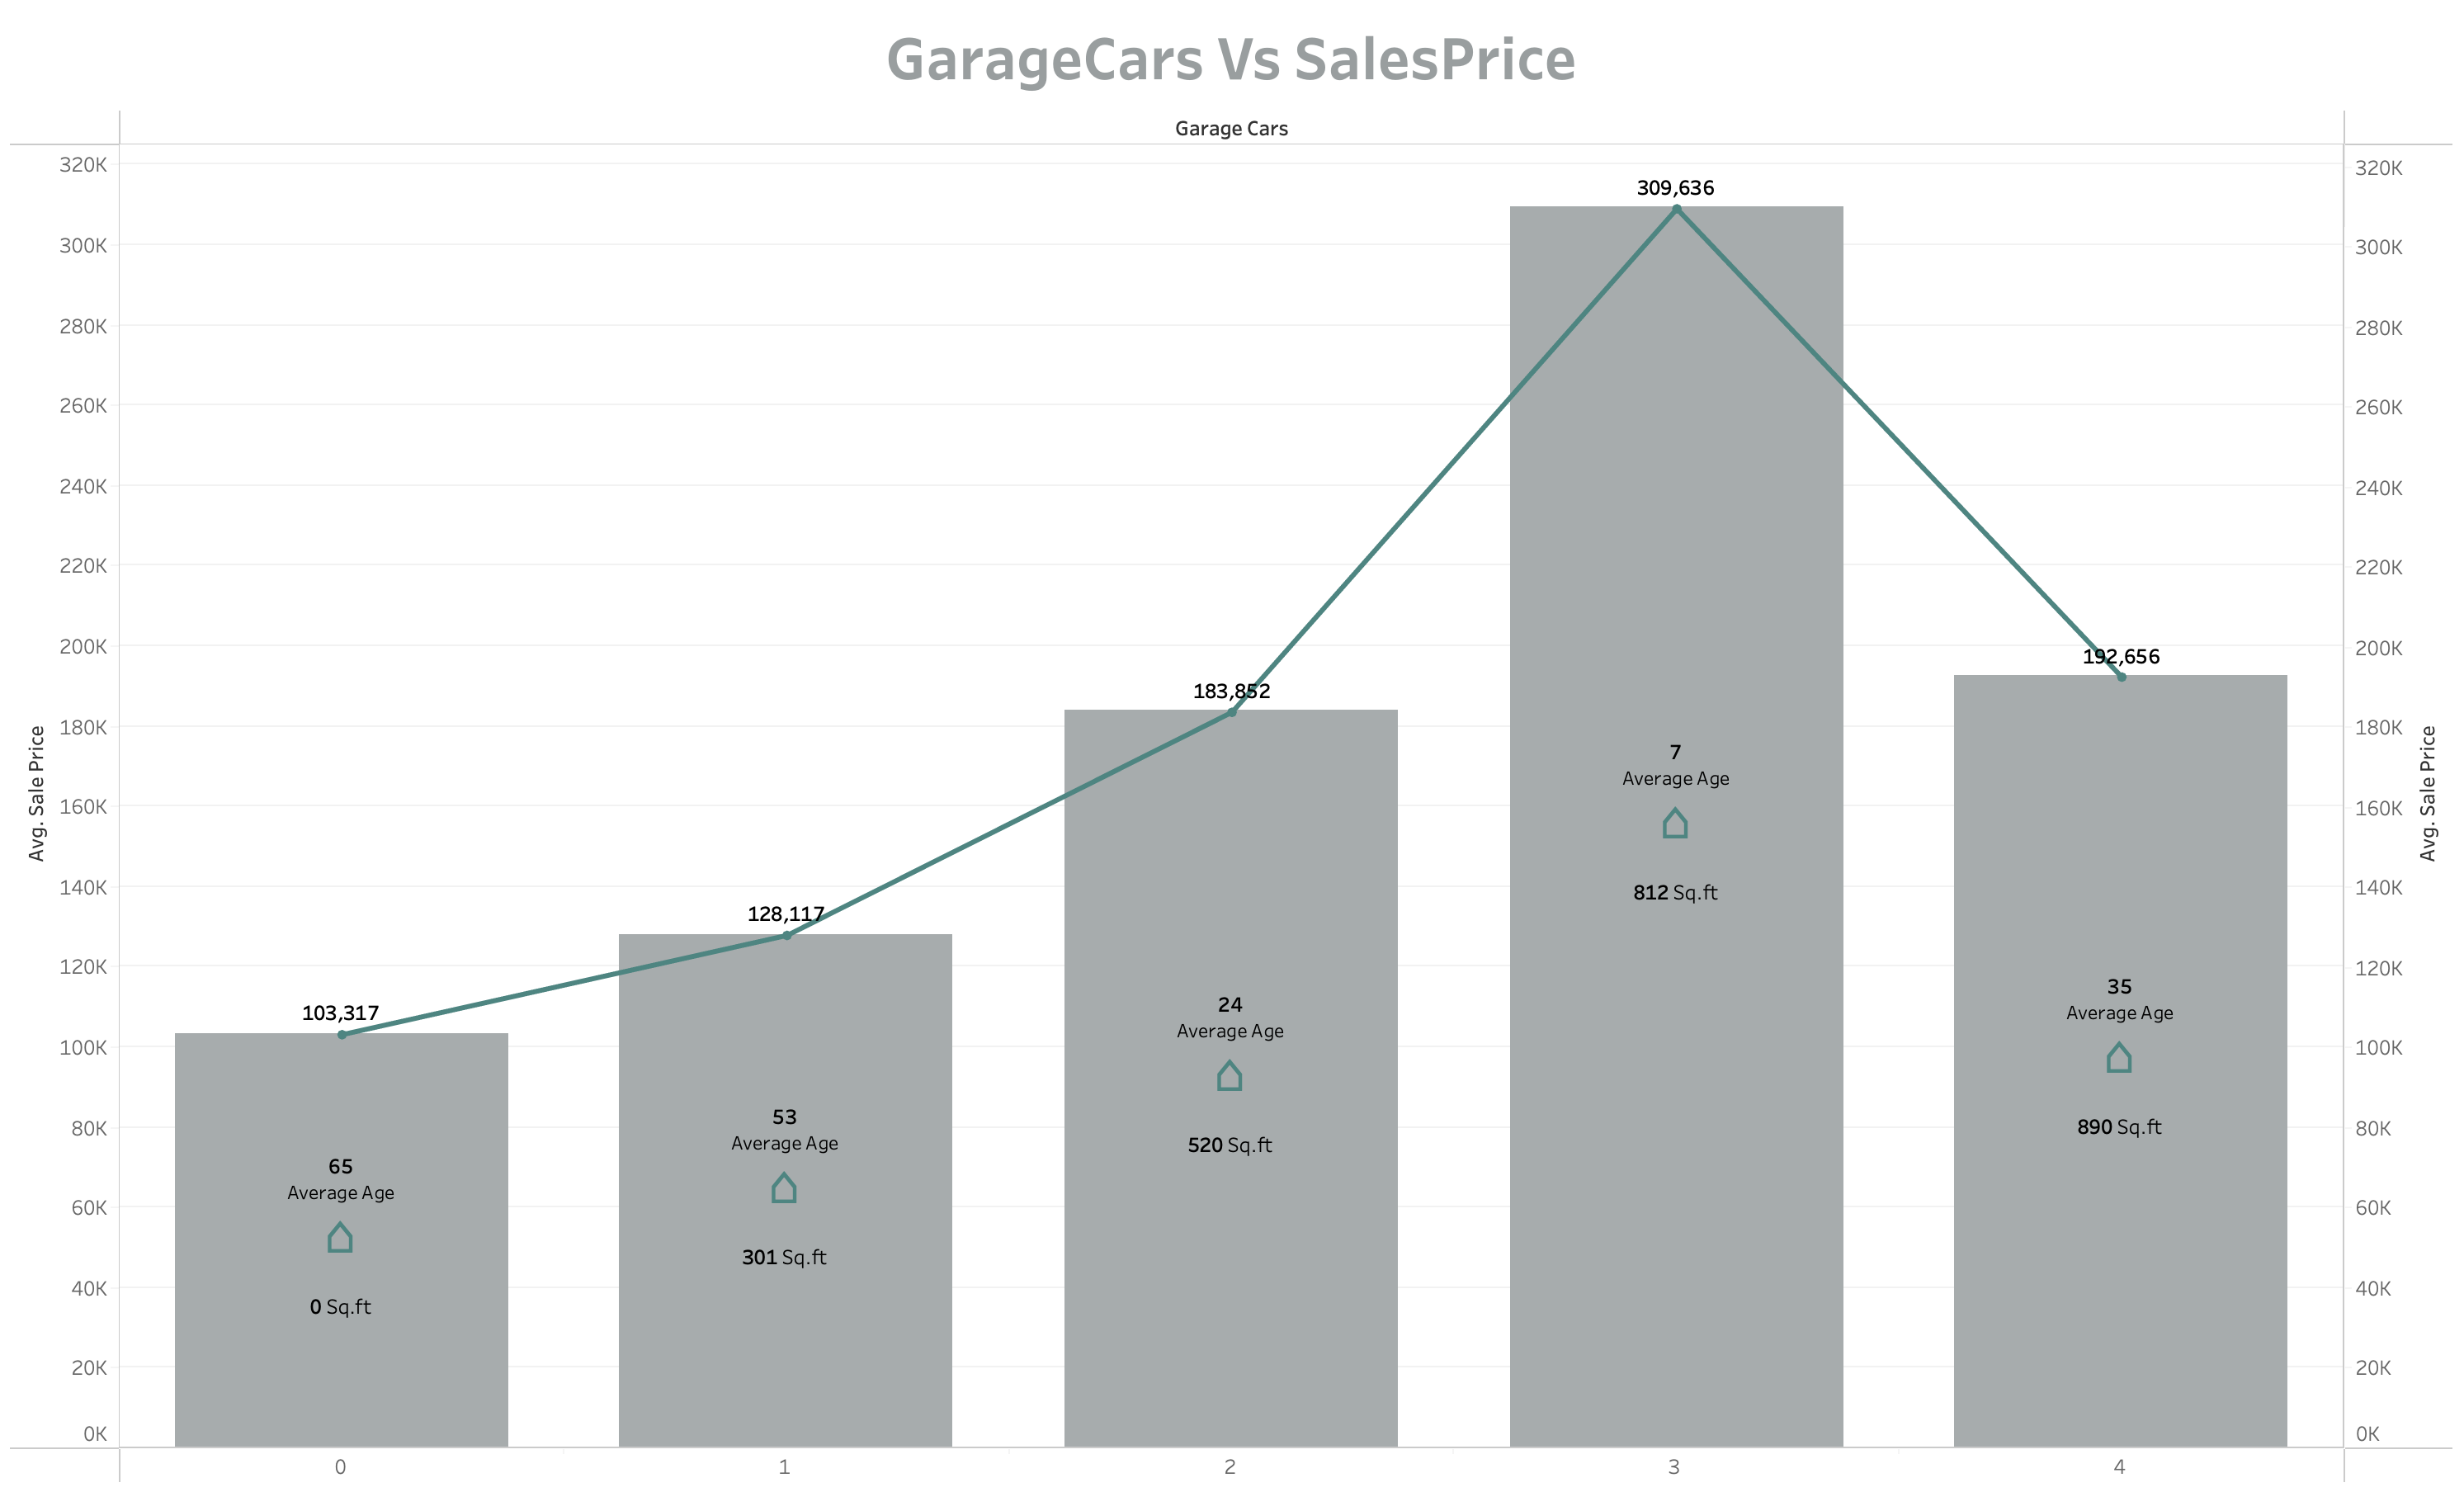 GarageCars Vs SalesPrice
Garage Cars
320K
300K
280K
260K
240K
220K
200K
180K
160K
140K
120K
100K
80K
60K
40K
20K
0K
Avg. Sale Price
103,317
65
Average Age
0 Sq.ft
128,117
53
Average Age
301 Sq.ft
183,852
24
Average Age
520 Sq.ft
309,636
7
Average Age
812 Sq.ft
192,656
35
Average Age
890 Sq.ft
320K
300K
280K
260K
240K
220K
200K
180K
160K
140K
120K
100K
80K
60K
40K
20K
0K
Avg. Sale Price
0 1 2 3 4